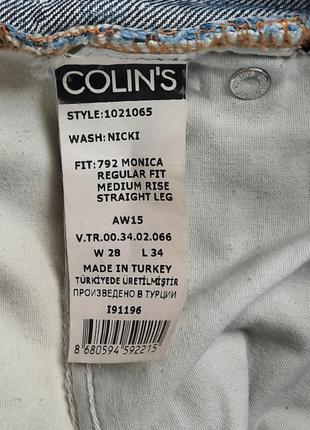 COLIN'S
STYLE:1021065
WASH:NICKI
FIT:792 MONICA
REGULAR FIT
MEDIUM RISE
STRAIGHT LEG
AW15
V.TR.00.34.02.066
W 28 L 34
MADE IN TURKEY
TÜRKİYEDE ÜRETİLMİŞTİR
ПРОИЗВЕДЕНО В ТУРЦИИ
I91196
8 680594 592215